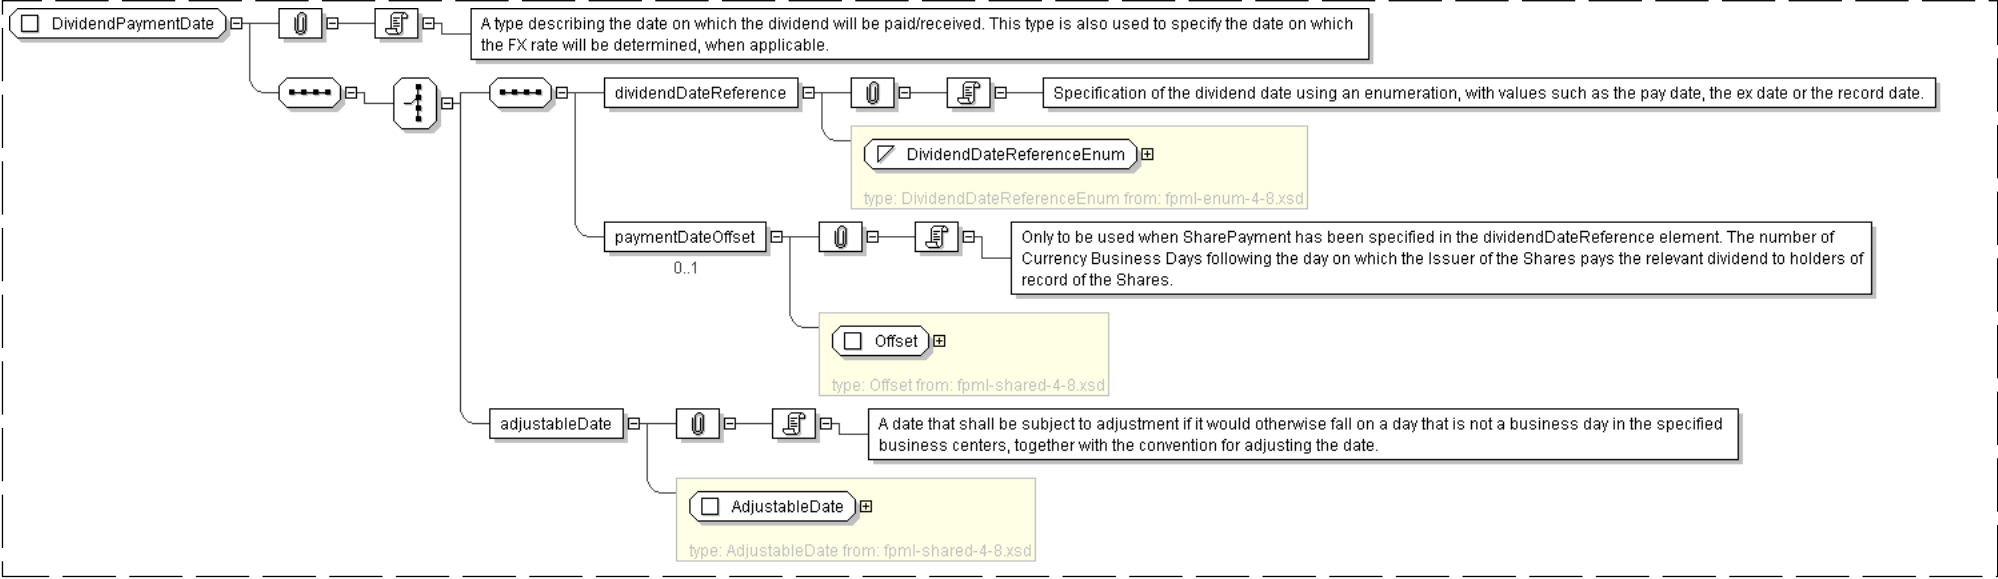 DividendPaymentDate
A type describing the date on which the dividend will be paid/received. This type is also used to specify the date on which
the FX rate will be determined, when applicable.
dividendDateReference
Specification of the dividend date using an enumeration, with values such as the pay date, the ex date or the record date.
DividendDateReferenceEnum
type: DividendDateReferenceEnum from: fpml-enum-4-8.xsd
paymentDateOffset
0..1
Only to be used when SharePayment has been specified in the dividendDateReference element. The number of
Currency Business Days following the day on which the Issuer of the Shares pays the relevant dividend to holders of
record of the Shares.
Offset
type: Offset from: fpml-shared-4-8.xsd
adjustableDate
A date that shall be subject to adjustment if it would otherwise fall on a day that is not a business day in the specified
business centers, together with the convention for adjusting the date.
AdjustableDate
type: AdjustableDate from: fpml-shared-4-8.xsd